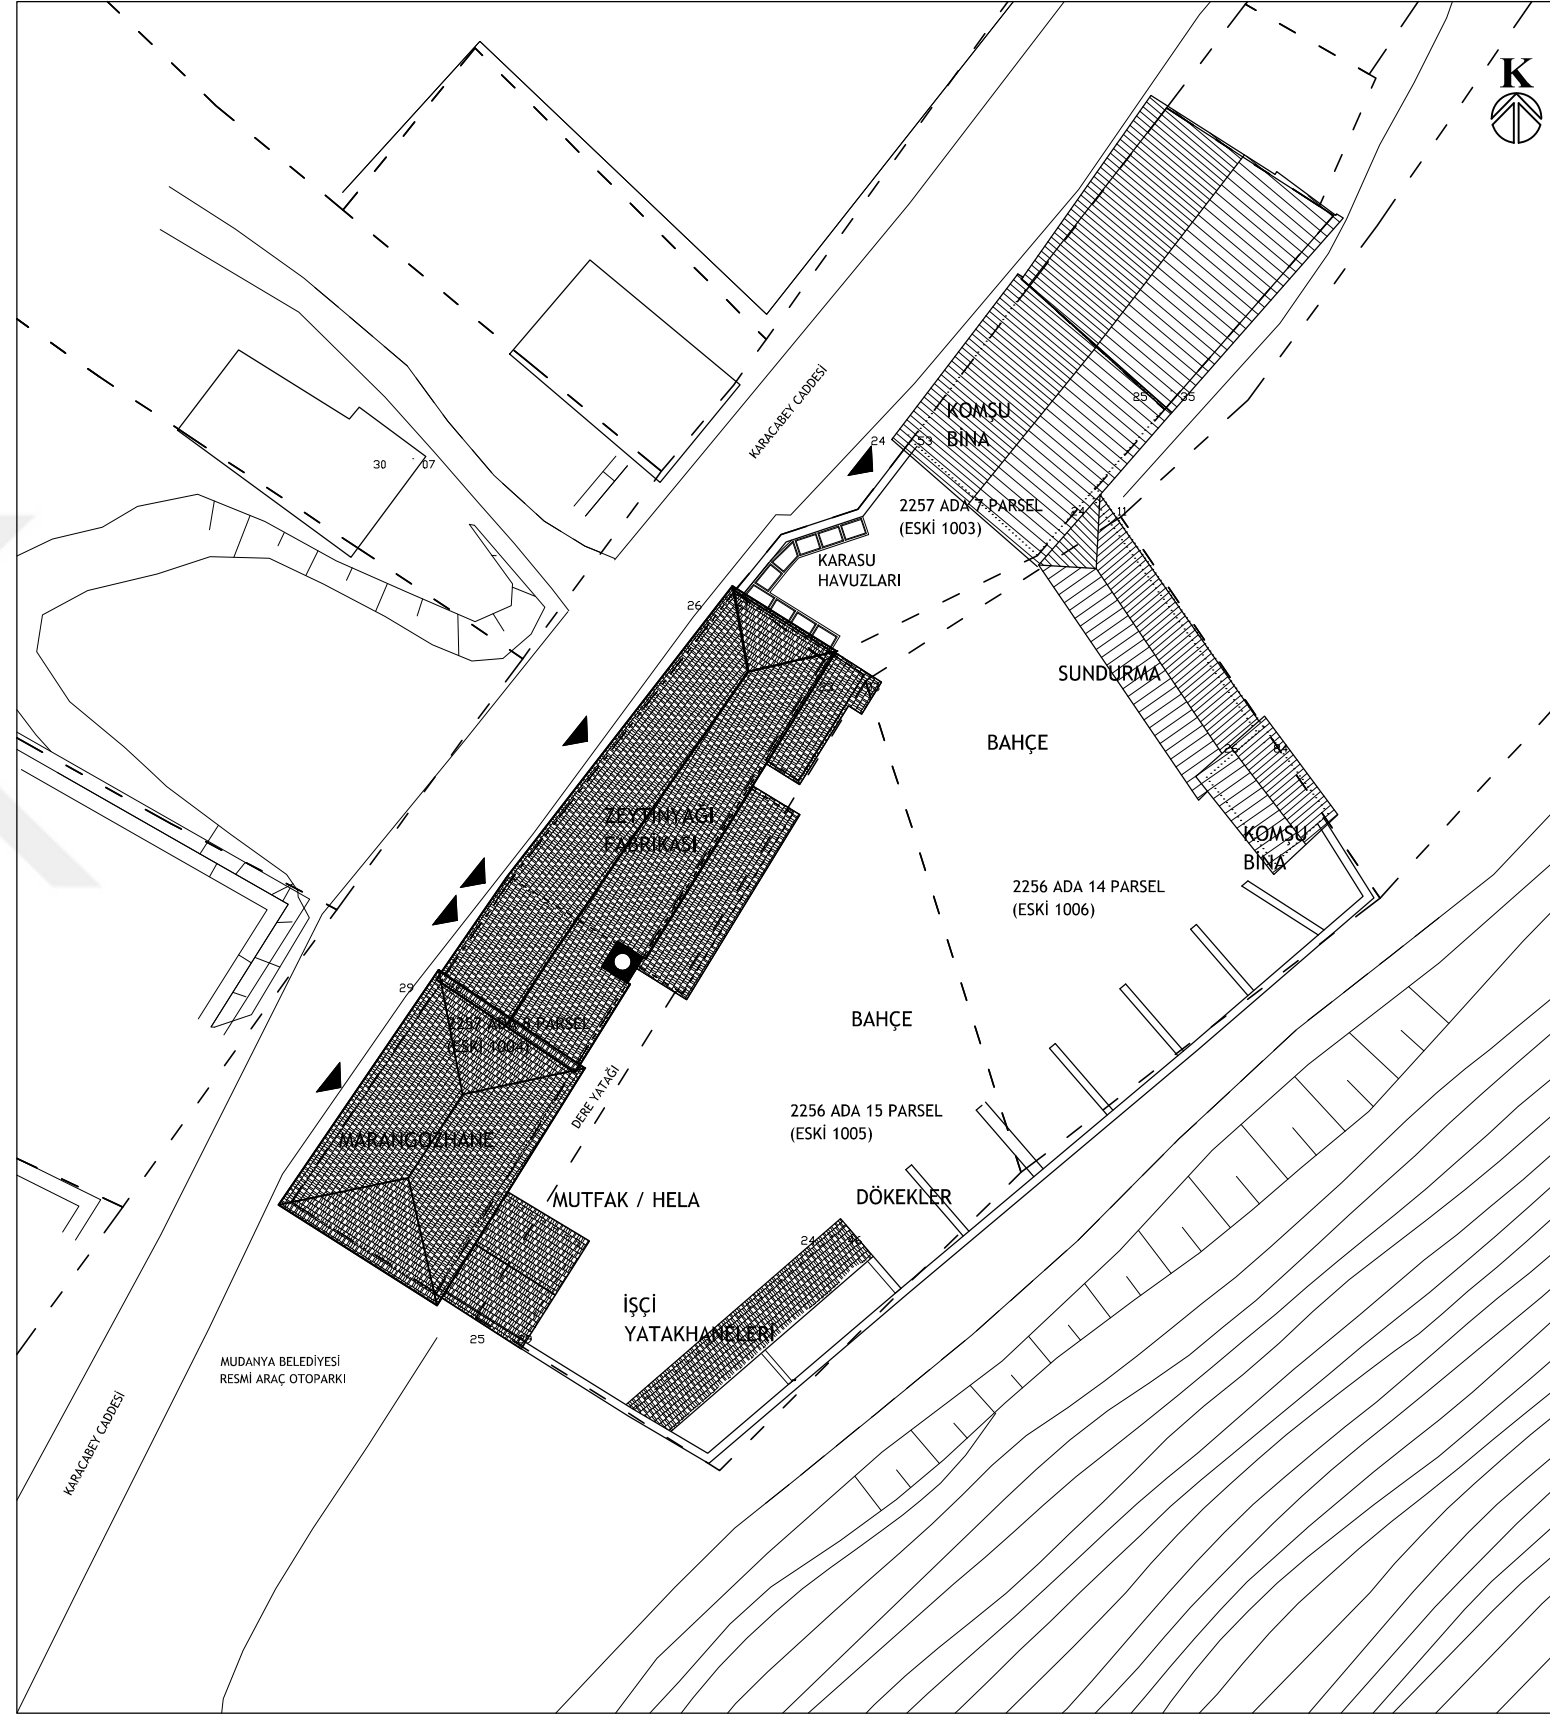 K
KARACABEY CADDESİ
KOMŞU
BİNA
25 35
24 53
30 07
2257 ADA 7 PARSEL
(ESKİ 1003)
24 11
KARASU
HAVUZLARI
26
SUNDURMA
BAHÇE
ZEYTİNYAĞI
FABRİKASI
KOMŞU
BİNA
2256 ADA 14 PARSEL
(ESKİ 1006)
29
BAHÇE
PARSEL
DERE YATAĞI
2256 ADA 15 PARSEL
(ESKİ 1005)
MARANGOZHANE
MUTFAK / HELA
DÖKEKLER
24
İŞÇİ
YATAKHANELERİ
25
MUDANYA BELEDİYESİ
RESMİ ARAÇ OTOPARKI
KARACABEY CADDESİ